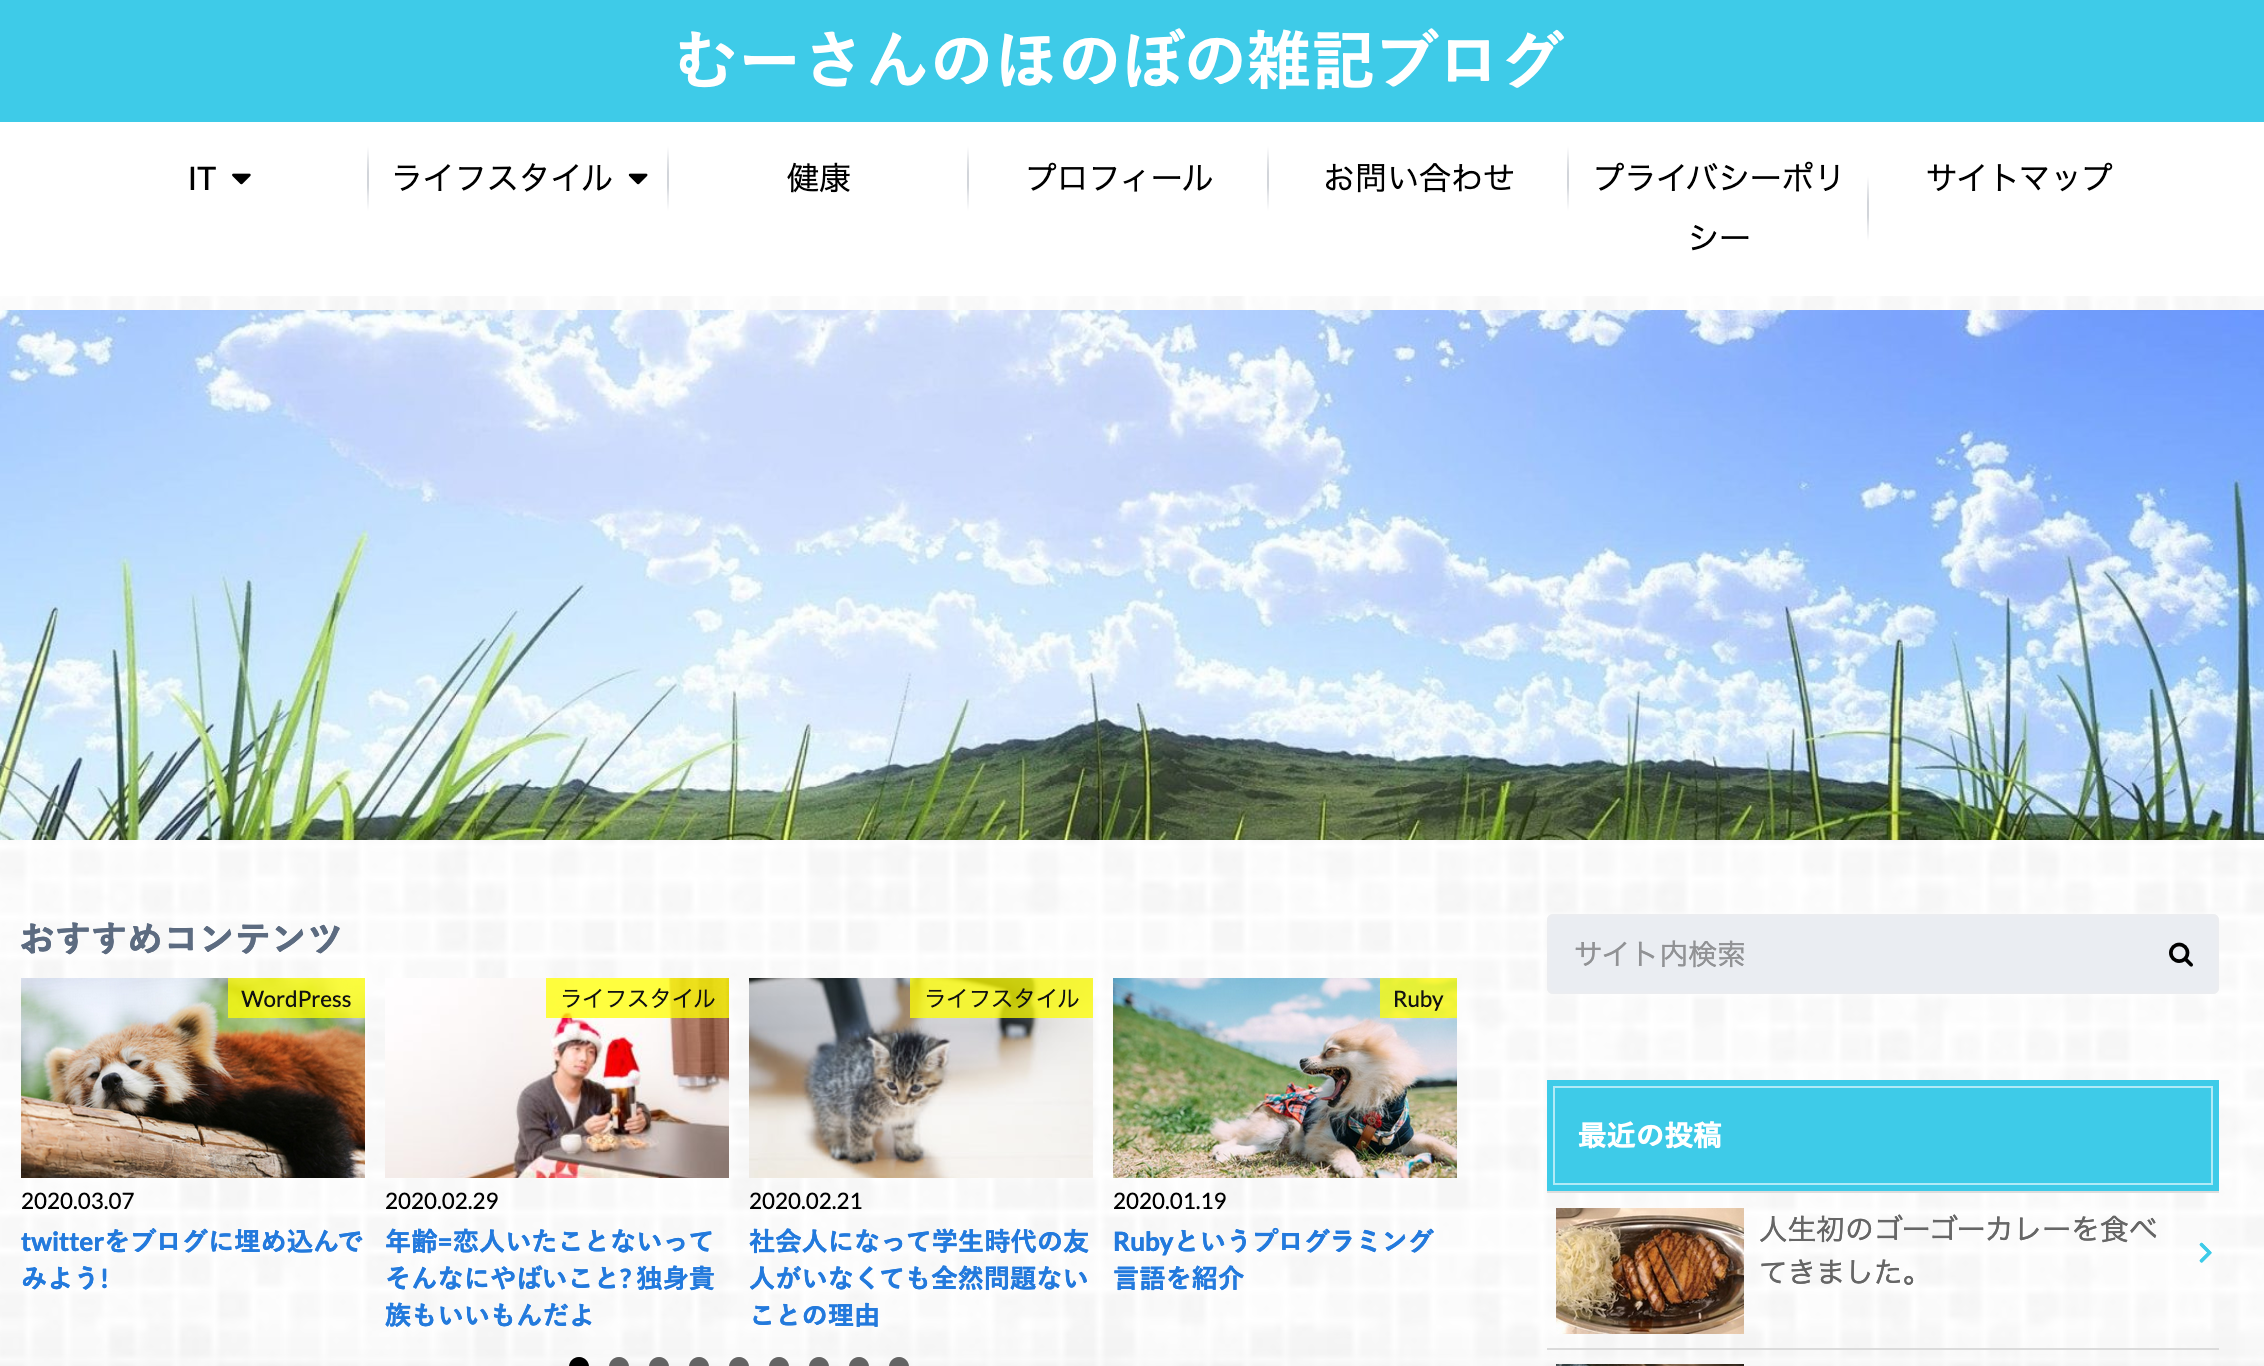 むーさんのほのぼの雑記ブログ
IT
ライフスタイル
健康
プロフィール
お問い合わせ
プライバシーポリ
シー
サイトマップ
おすすめコンテンツ
WordPress
2020.03.07
twitterをブログに埋め込んで
みよう!
ライフスタイル
2020.02.29
年齢=恋人いたことないって
そんなにやばいこと? 独身貴
族もいいもんだよ
ライフスタイル
2020.02.21
社会人になって学生時代の友
人がいなくても全然問題ない
ことの理由
Ruby
2020.01.19
Rubyというプログラミング
言語を紹介
サイト内検索
最近の投稿
人生初のゴーゴーカレーを食べ
てきました。